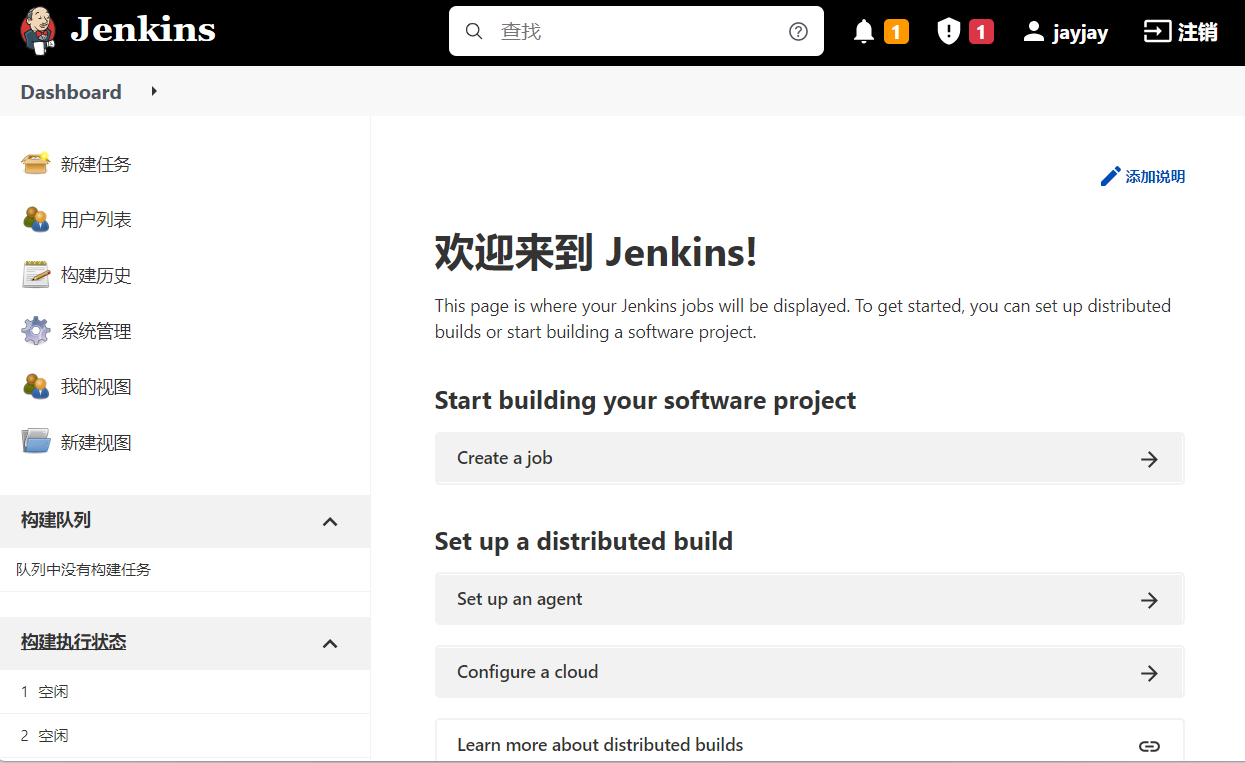 Jenkins
查找
1
1
jayjay
注销
Dashboard
新建任务
用户列表
构建历史
系统管理
我的视图
新建视图
构建队列
队列中没有构建任务
构建执行状态
1 空闲
2 空闲
添加说明
欢迎来到 Jenkins!
This page is where your Jenkins jobs will be displayed. To get started, you can set up distributed
builds or start building a software project.
Start building your software project
Create a job
Set up a distributed build
Set up an agent
Configure a cloud
Learn more about distributed builds